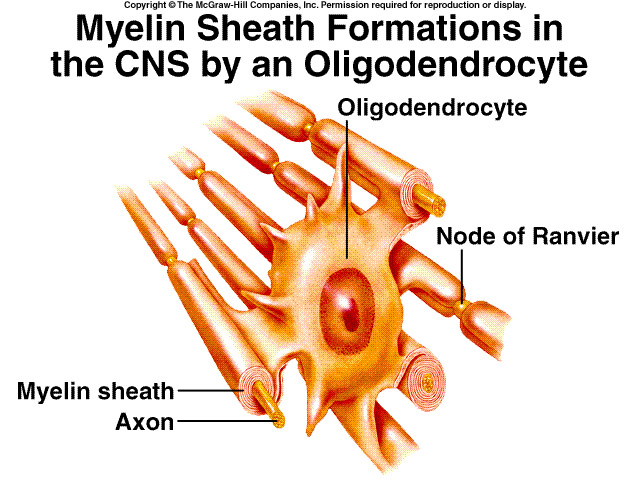 Copyright © The McGraw-Hill Companies, Inc. Permission required for reproduction or display.
Myelin Sheath Formations in
the CNS by an Oligodendrocyte
Oligodendrocyte
Node of Ranvier
Myelin sheath
Axon